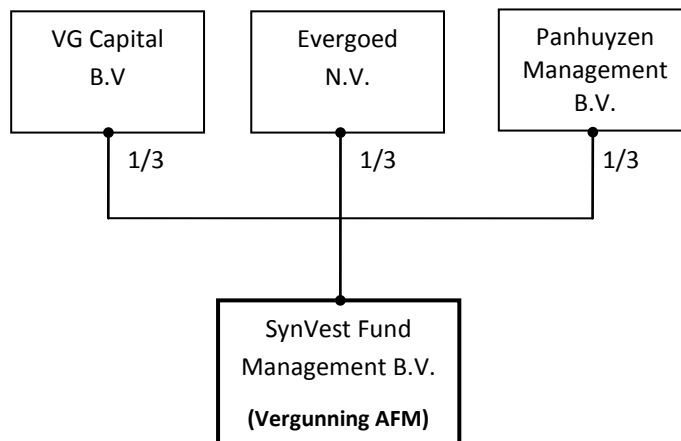 VG Capital
B.V
Evergoed
N.V.
Panhuyzen
Management
B.V.
1/3
1/3
1/3
SynVest Fund
Management B.V.
(Vergunning AFM)